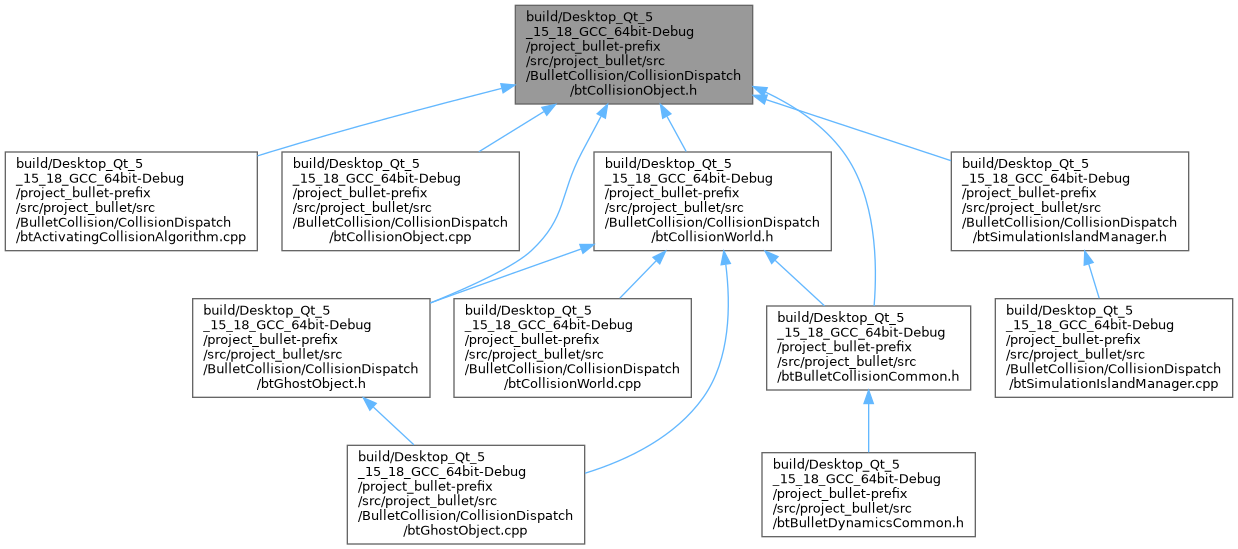 build/Desktop_Qt_5
_15_18_GCC_64bit-Debug
/project_bullet-prefix
/src/project_bullet/src
/BulletCollision/CollisionDispatch
/btCollisionObject.h
build/Desktop_Qt_5
_15_18_GCC_64bit-Debug
/project_bullet-prefix
/src/project_bullet/src
/BulletCollision/CollisionDispatch
/btActivatingCollisionAlgorithm.cpp
build/Desktop_Qt_5
_15_18_GCC_64bit-Debug
/project_bullet-prefix
/src/project_bullet/src
/BulletCollision/CollisionDispatch
/btCollisionObject.cpp
build/Desktop_Qt_5
_15_18_GCC_64bit-Debug
/project_bullet-prefix
/src/project_bullet/src
/BulletCollision/CollisionDispatch
/btCollisionWorld.h
build/Desktop_Qt_5
_15_18_GCC_64bit-Debug
/project_bullet-prefix
/src/project_bullet/src
/BulletCollision/CollisionDispatch
/btSimulationIslandManager.h
build/Desktop_Qt_5
_15_18_GCC_64bit-Debug
/project_bullet-prefix
/src/project_bullet/src
/BulletCollision/CollisionDispatch
/btGhostObject.h
build/Desktop_Qt_5
_15_18_GCC_64bit-Debug
/project_bullet-prefix
/src/project_bullet/src
/BulletCollision/CollisionDispatch
/btCollisionWorld.cpp
build/Desktop_Qt_5
_15_18_GCC_64bit-Debug
/project_bullet-prefix
/src/project_bullet/src
/btBulletCollisionCommon.h
build/Desktop_Qt_5
_15_18_GCC_64bit-Debug
/project_bullet-prefix
/src/project_bullet/src
/BulletCollision/CollisionDispatch
/btSimulationIslandManager.cpp
build/Desktop_Qt_5
_15_18_GCC_64bit-Debug
/project_bullet-prefix
/src/project_bullet/src
/BulletCollision/CollisionDispatch
/btGhostObject.cpp
build/Desktop_Qt_5
_15_18_GCC_64bit-Debug
/project_bullet-prefix
/src/project_bullet/src
/btBulletDynamicsCommon.h